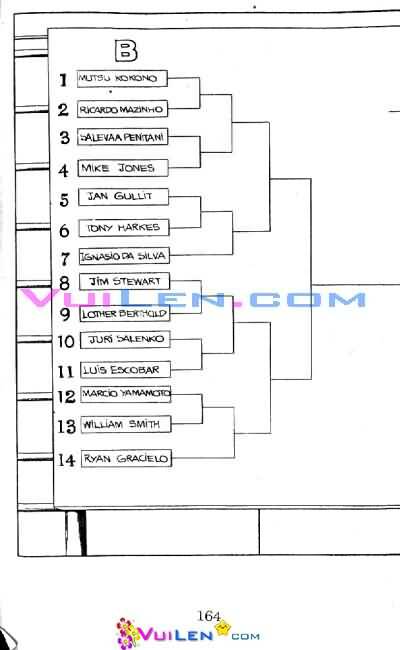 B
1 MUTSU KOKONO
2 RICARDO MAZINHO
3 SALEVAA PENITANI
4 MIKE JONES
5 JAN GULLIT
6 TONY HARKES
7 IGNASIO DA SILVA
8 JIM STEWART
VUILEN.COM
9 LOTHER BERTHOLD
10 JURI SALENKO
11 LUIS ESCOBAR
12 MARCIO YAMAMOTO
13 WILLIAM SMITH
14 RYAN GRACIELO
164
VUILEN.COM